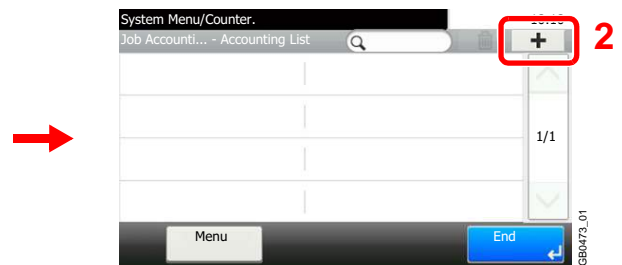 System Menu/Counter.
Job Accounti... - Accounting List
+
2
1/1
Menu
End
GB0473_01